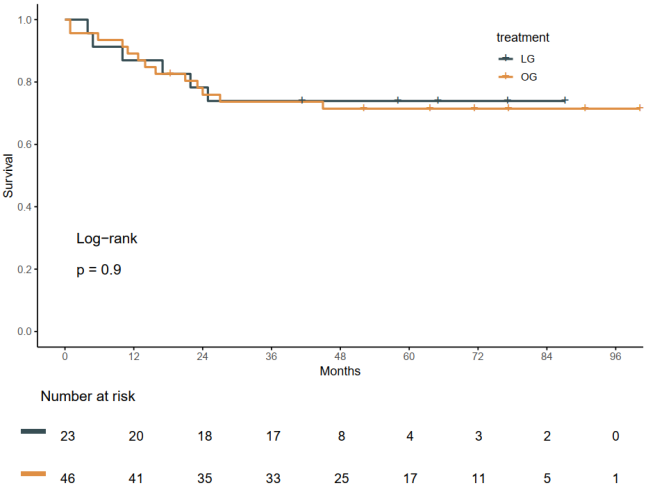 1.0
treatment
LG
OG
0.8
0.6
Survival
0.4
Log−rank
p = 0.9
0.2
0.0
0 12 24 36 48 60 72 84 96
Months
Number at risk
23 20 18 17 8 4 3 2 0
46 41 35 33 25 17 11 5 1